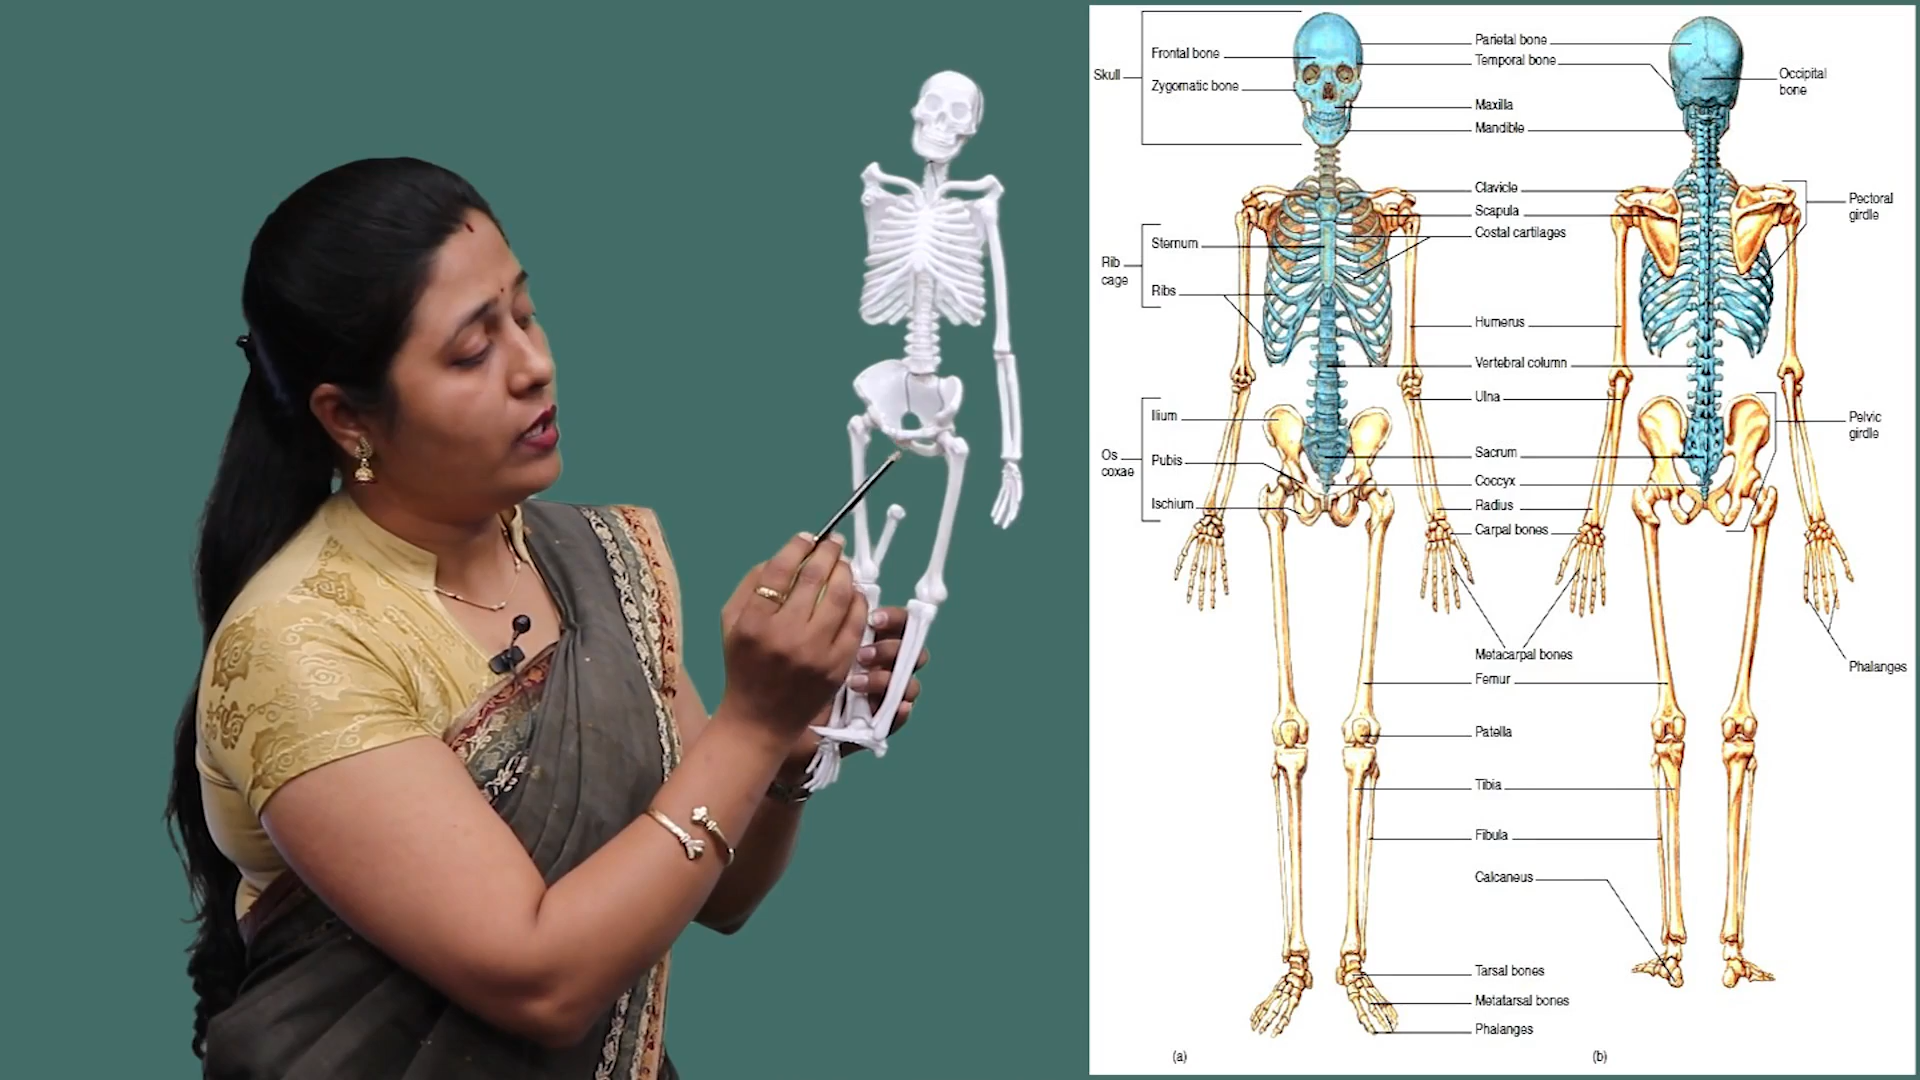 Skull
Frontal bone
Zygomatic bone
Parietal bone
Temporal bone
Maxilla
Mandible
Occipital
bone
Clavicle
Scapula
Costal cartilages
Pectoral
girdle
Rib
cage
Sternum
Ribs
Humerus
Vertebral column
Ulna
Os
coxae
Ilium
Pubis
Ischium
Sacrum
Coccyx
Radius
Carpal bones
Pelvic
girdle
Metacarpal bones
Phalanges
Femur
Patella
Tibia
Fibula
Calcaneus
Tarsal bones
Metatarsal bones
Phalanges
(a)
(b)